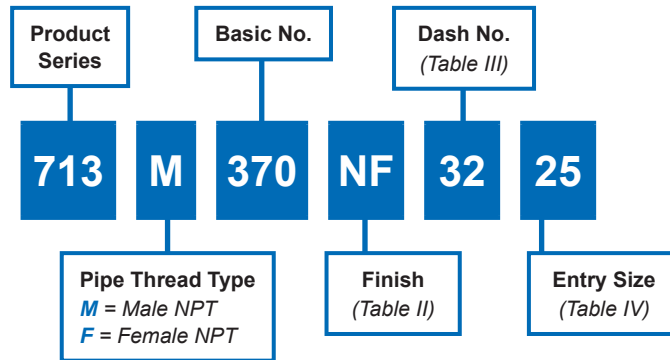 Product
Series
Basic No.
Dash No.
(Table III)
713 M 370 NF 32 25
Pipe Thread Type
M = Male NPT
F = Female NPT
Finish
(Table II)
Entry Size
(Table IV)